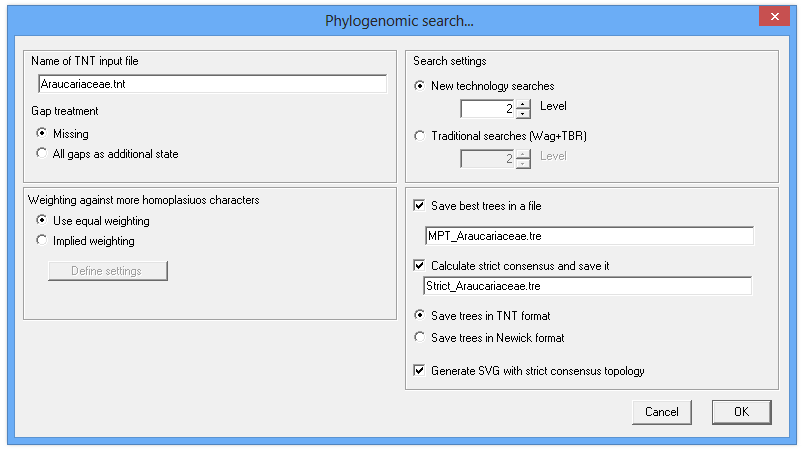 Phylogenomic search...
Name of TNT input file
Araucariaceae.tnt
Gap treatment
Missing
All gaps as additional state
Weighting against more homoplasiuos characters
Use equal weighting
Implied weighting
Define settings
Search settings
New technology searches
2 Level
Traditional searches (Wag+TBR)
2 Level
Save best trees in a file
MPT_Araucariaceae.tre
Calculate strict consensus and save it
Strict_Araucariaceae.tre
Save trees in TNT format
Save trees in Newick format
Generate SVG with strict consensus topology
Cancel OK